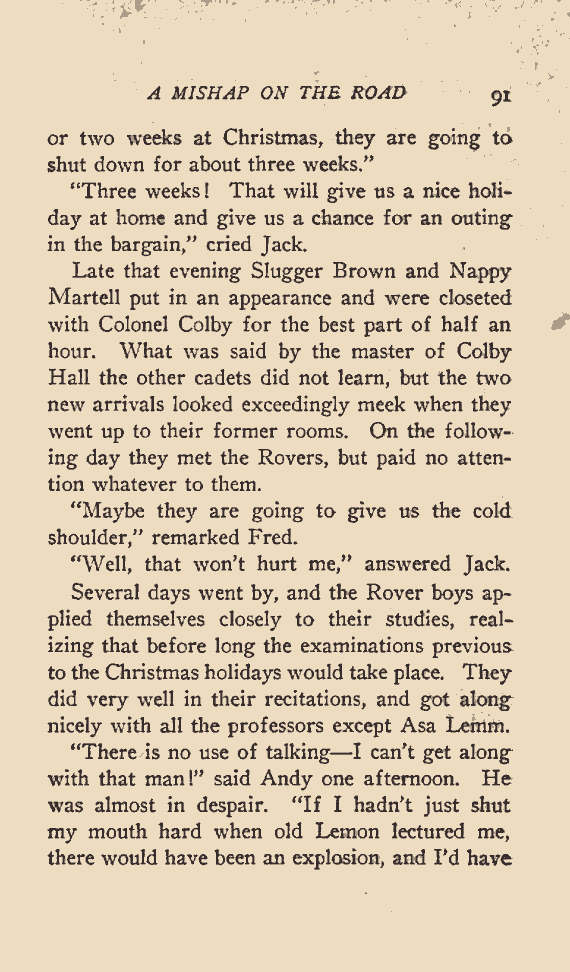 A MISHAP ON THE ROAD 91
or two weeks at Christmas, they are going to
shut down for about three weeks.”
“Three weeks! That will give us a nice holi-
day at home and give us a chance for an outing
in the bargain,” cried Jack.
Late that evening Slugger Brown and Nappy
Martell put in an appearance and were closeted
with Colonel Colby for the best part of half an
hour. What was said by the master of Colby
Hall the other cadets did not learn, but the two
new arrivals looked exceedingly meek when they
went up to their former rooms. On the follow-
ing day they met the Rovers, but paid no atten-
tion whatever to them.
“Maybe they are going to give us the cold
shoulder,” remarked Fred.
“Well, that won’t hurt me,” answered Jack.
Several days went by, and the Rover boys ap-
plied themselves closely to their studies, real-
izing that before long the examinations previous
to the Christmas holidays would take place. They
did very well in their recitations, and got along
nicely with all the professors except Asa Lemm.
“There is no use of talking—I can’t get along
with that man!” said Andy one afternoon. He
was almost in despair. “If I hadn’t just shut
my mouth hard when old Lemon lectured me,
there would have been an explosion, and I’d have